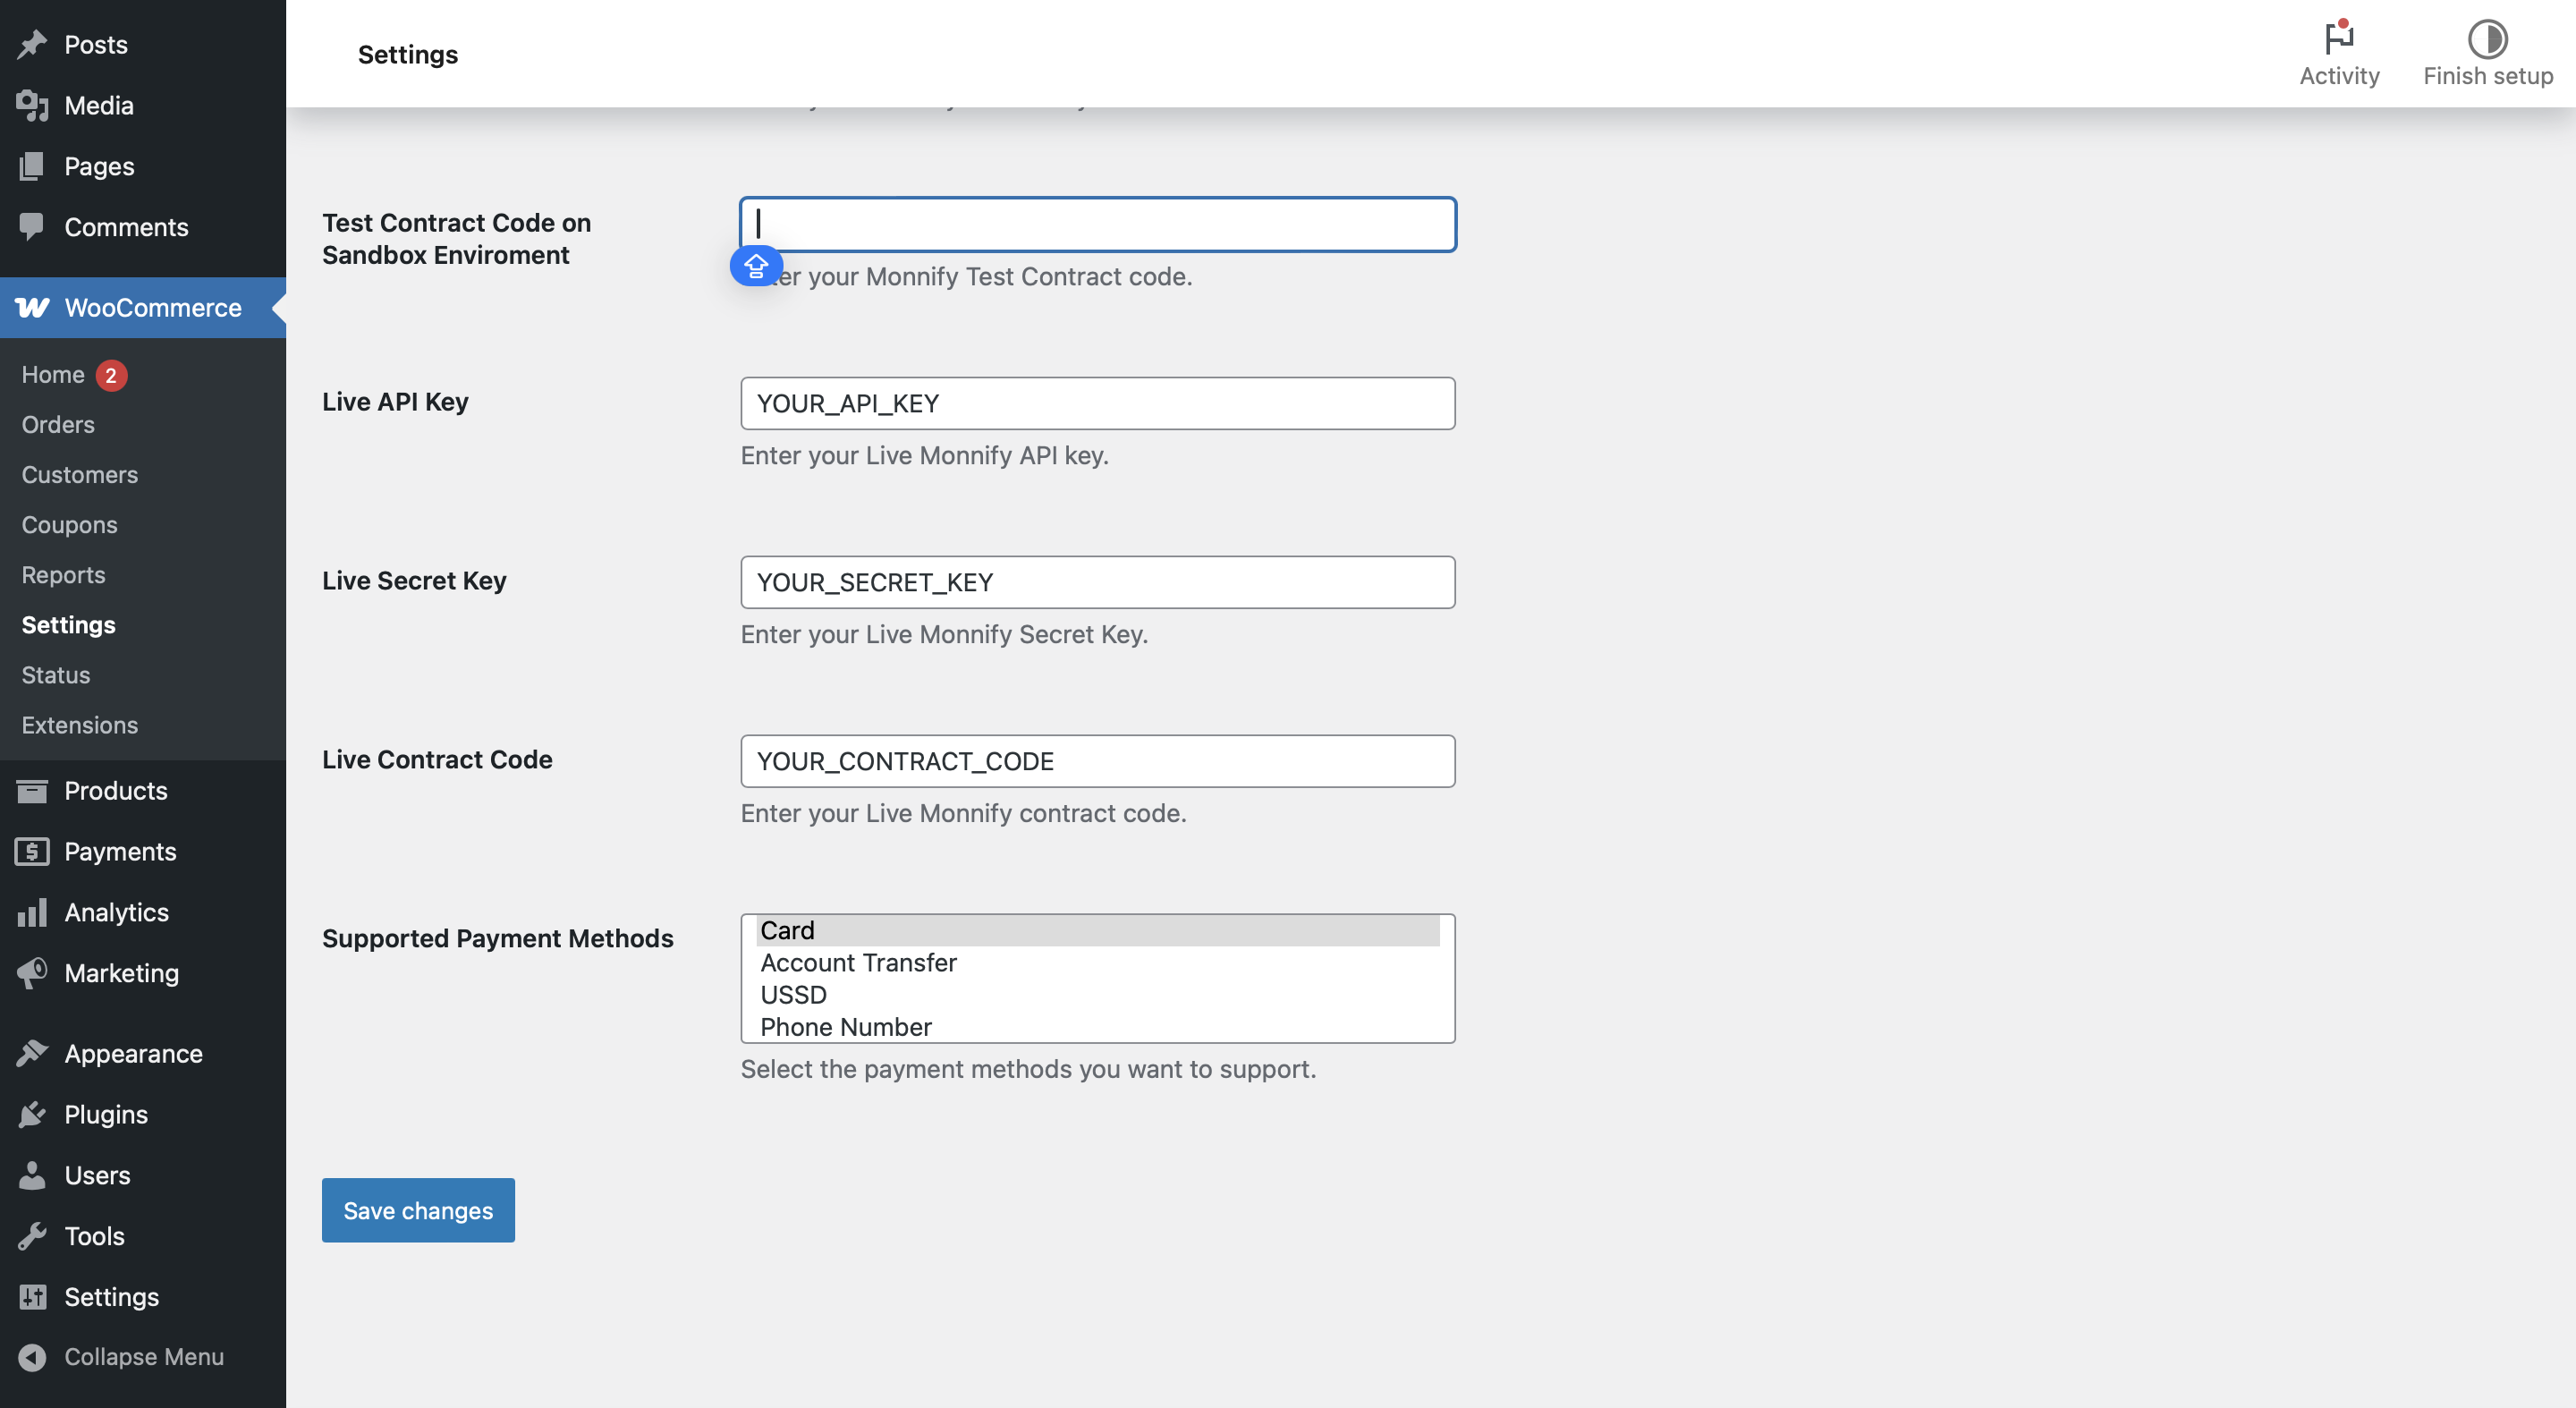 Posts
Media
Pages
Comments
WooCommerce
Home 2
Orders
Customers
Coupons
Reports
Settings
Status
Extensions
Products
Payments
Analytics
Marketing
Appearance
Plugins
Users
Tools
Settings
Collapse Menu
Settings
Activity
Finish setup
Test Contract Code on
Sandbox Enviroment
your Monnify Test Contract code.
Live API Key
YOUR_API_KEY
Enter your Live Monnify API key.
Live Secret Key
YOUR_SECRET_KEY
Enter your Live Monnify Secret Key.
Live Contract Code
YOUR_CONTRACT_CODE
Enter your Live Monnify contract code.
Supported Payment Methods
Card
Account Transfer
USSD
Phone Number
Select the payment methods you want to support.
Save changes